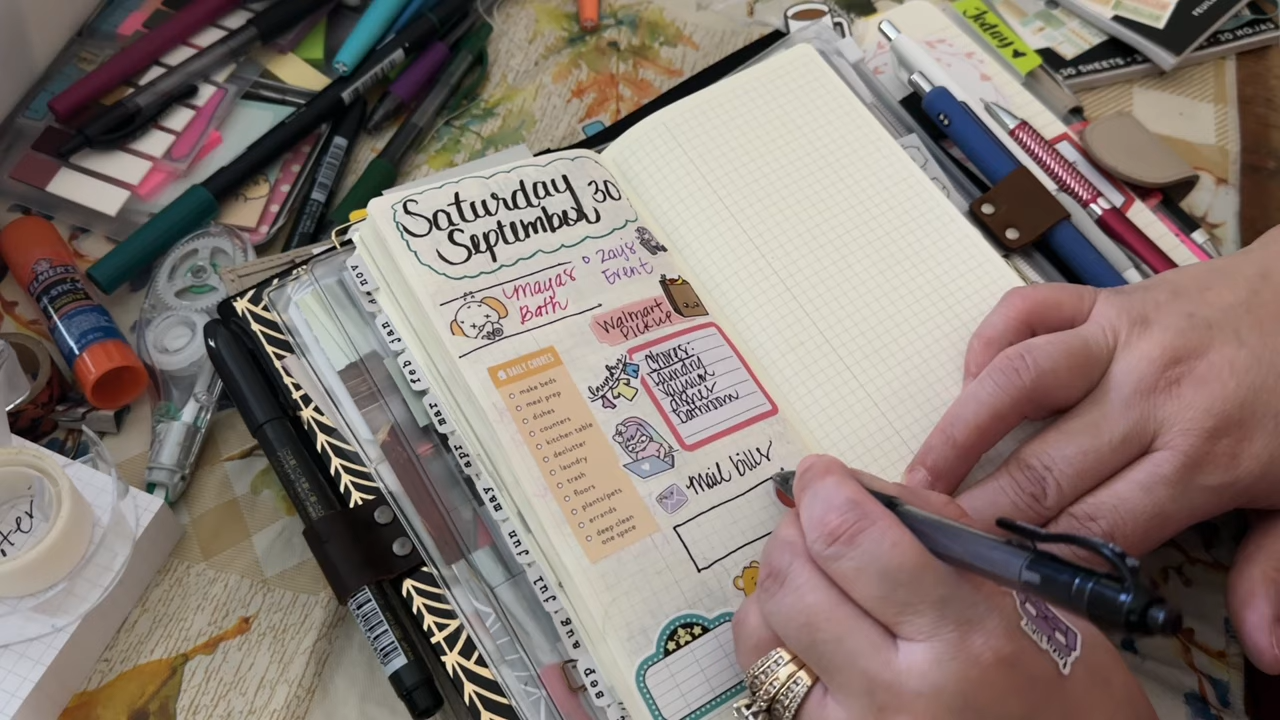 Today
30 SHEETS • 30 HOJAS
Saturday 30
September
Maya's
Bath
Zay's
Event
Walmart
Pickup
DAILY CHORES
make beds
meal prep
dishes
counters
kitchen table
declutter
laundry
trash
floors
plants/pets
errands
deep clean
one space
laundry
Chores:
laundry
bathroom
mail bills
nov
jan
feb
mar
apr
may
jun
jul
aug
sep
ELMER'S